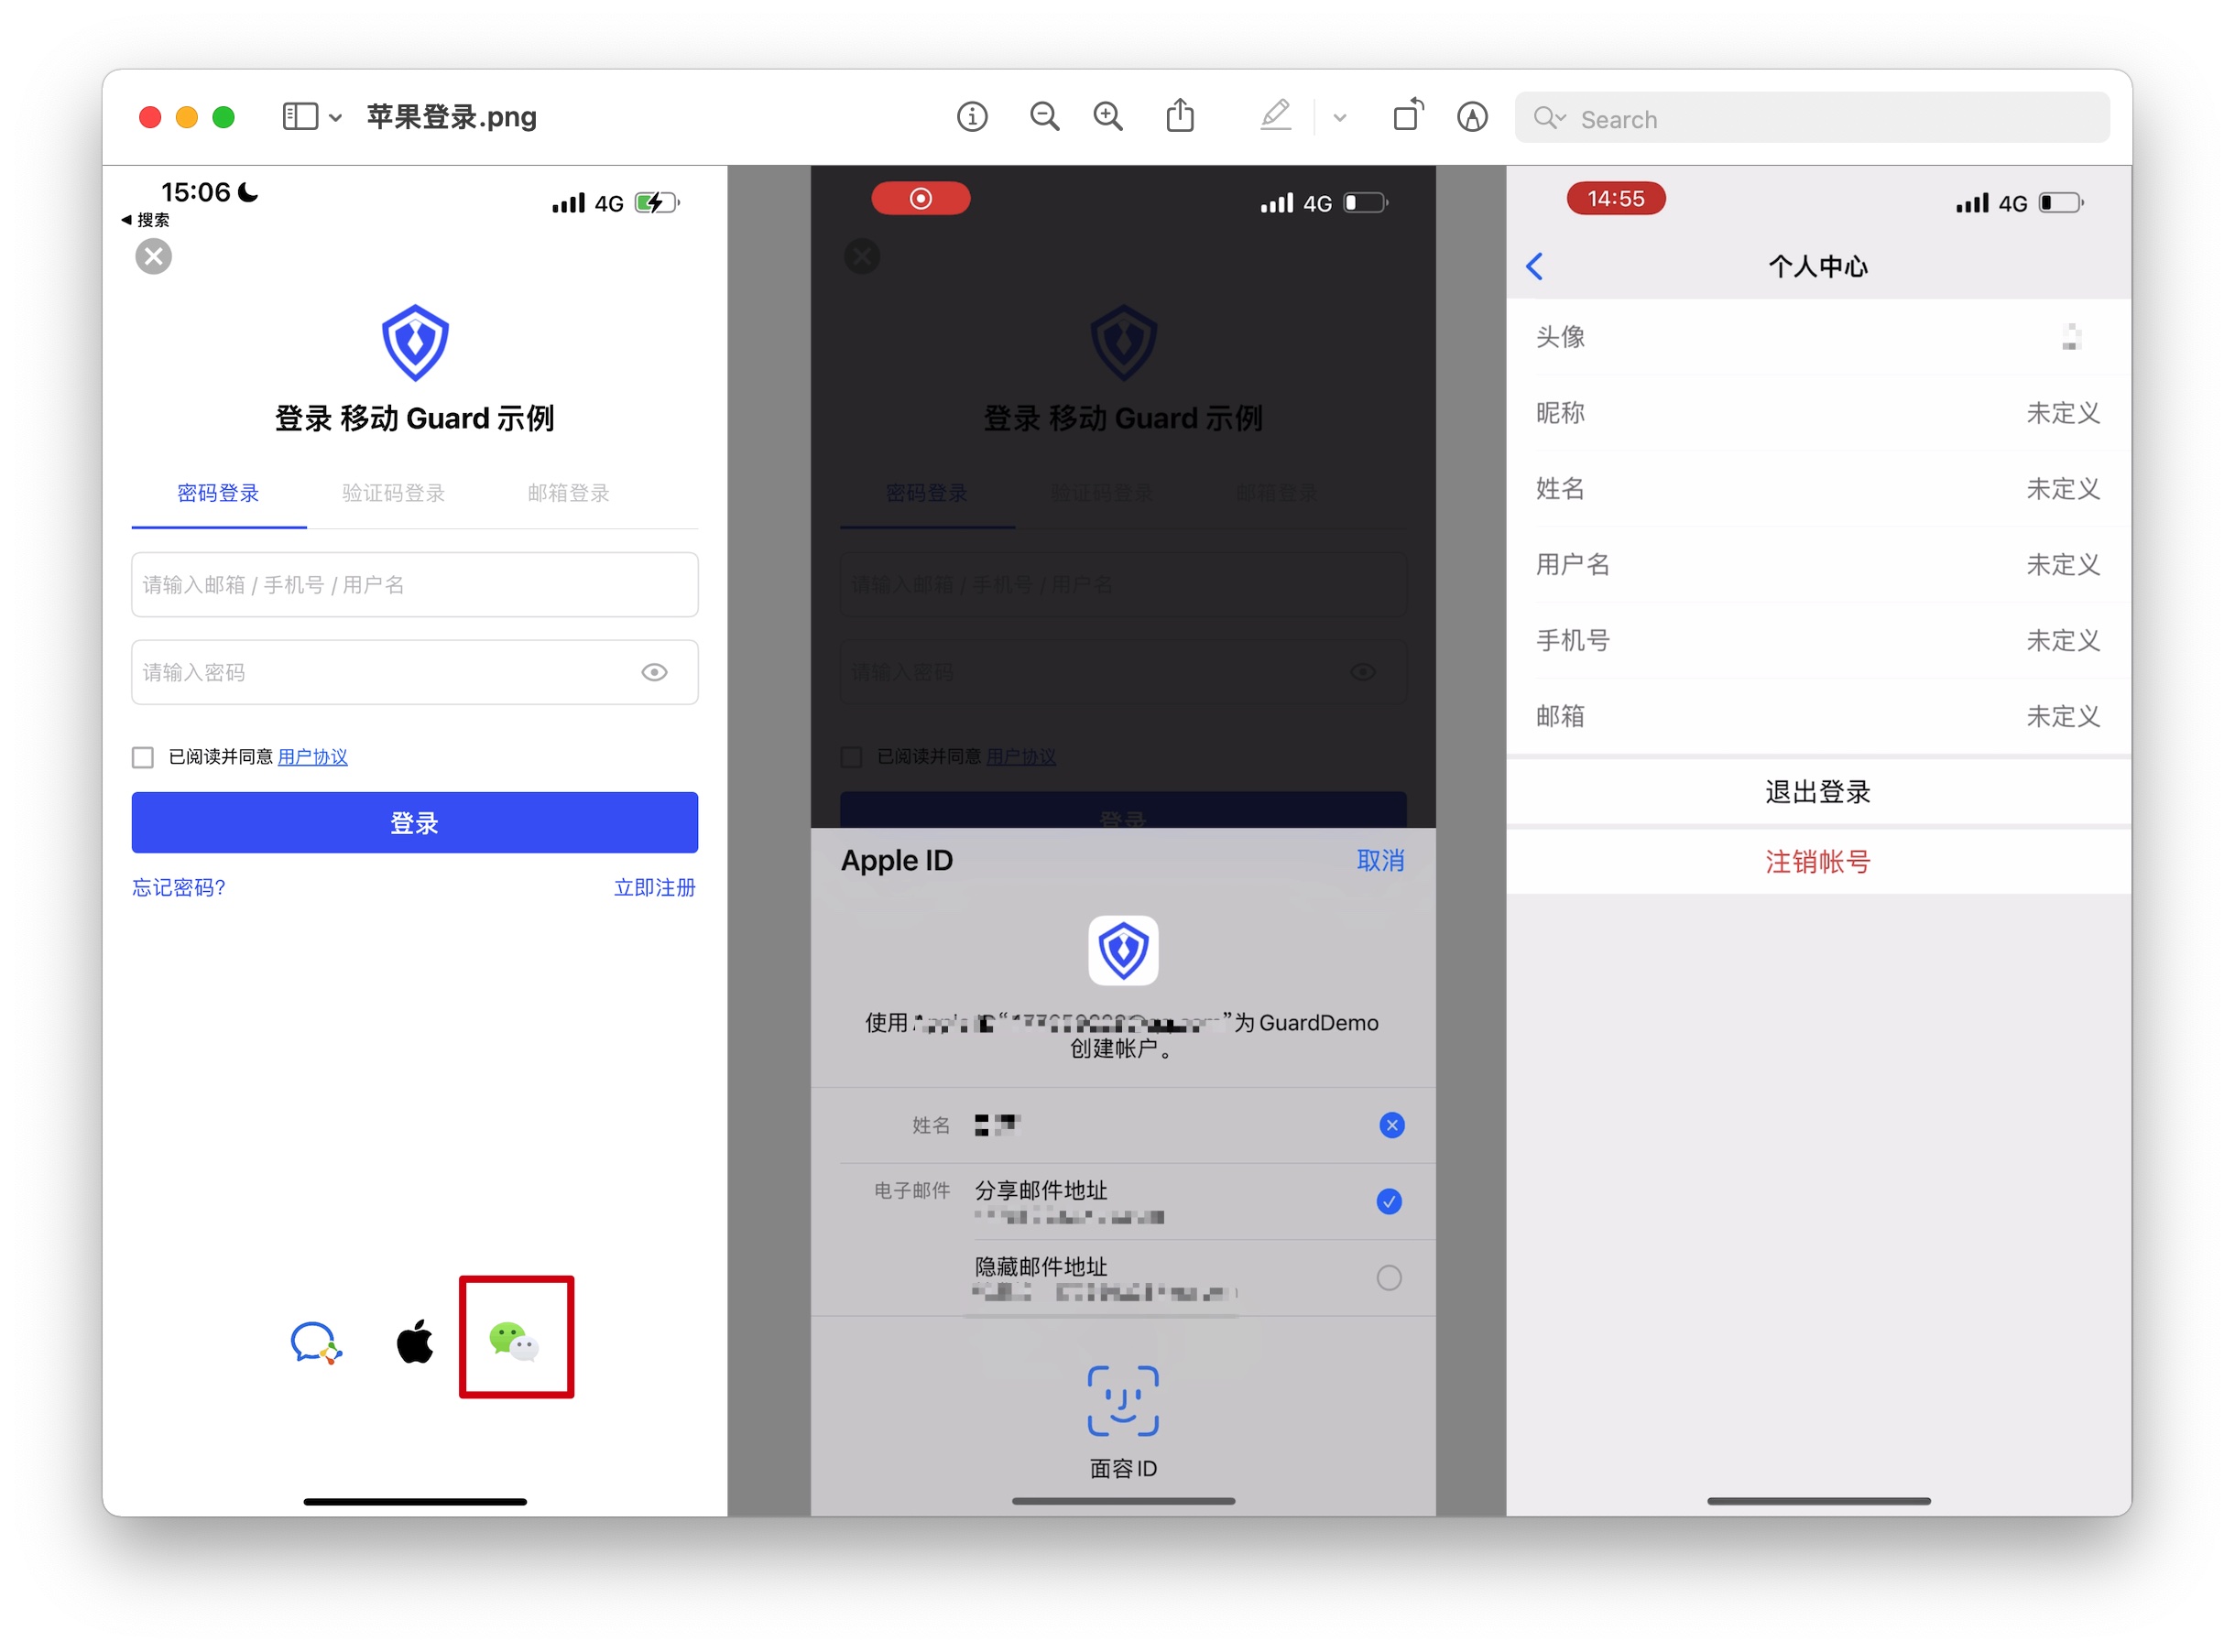 苹果登录.png
Search
15:06
4G
搜索
登录 移动 Guard 示例
密码登录 验证码登录 邮箱登录
请输入邮箱 / 手机号 / 用户名
请输入密码
已阅读并同意 用户协议
登录
忘记密码? 立即注册
4G
登录 移动 Guard 示例
密码登录 验证码登录 邮箱登录
请输入邮箱 / 手机号 / 用户名
请输入密码
已阅读并同意 用户协议
登录
Apple ID 取消
使用 ”为 GuardDemo
创建帐户。
姓名
电子邮件 分享邮件地址
隐藏邮件地址
面容 ID
14:55 4G
个人中心
头像
昵称 未定义
姓名 未定义
用户名 未定义
手机号 未定义
邮箱 未定义
退出登录
注销帐号